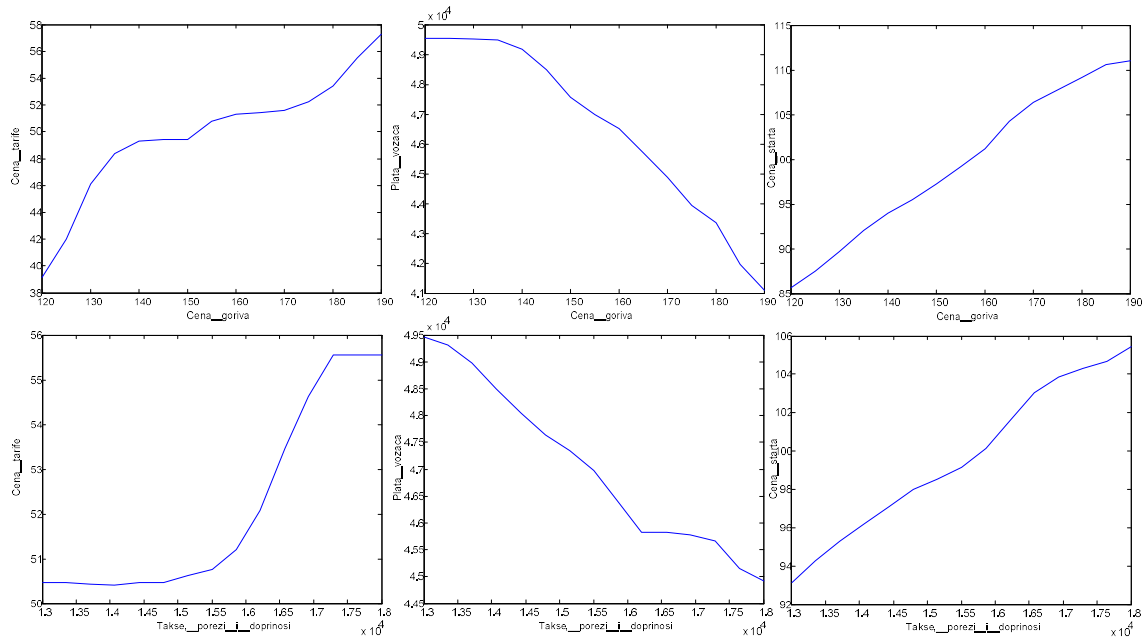 58
56
54
52
50
48
46
44
42
40
38
Cena__tarife
120 130 140 150 160 170 180 190
Cena__goriva
x 10^4
5
4.9
4.8
4.7
4.6
4.5
4.4
4.3
4.2
4.1
Plata__vozaca
120 130 140 150 160 170 180 190
Cena__goriva
115
110
105
100
95
90
85
Cena__starta
120 130 140 150 160 170 180 190
Cena__goriva
56
55
54
53
52
51
50
Cena__tarife
1.3 1.35 1.4 1.45 1.5 1.55 1.6 1.65 1.7 1.75 1.8
Takse,__porezi__i__doprinosi
x 10^4
x 10^4
4.95
4.9
4.85
4.8
4.75
4.7
4.65
4.6
4.55
4.5
4.45
Plata__vozaca
1.3 1.35 1.4 1.45 1.5 1.55 1.6 1.65 1.7 1.75 1.8
Takse,__porezi__i__doprinosi
x 10^4
106
104
102
100
98
96
94
93
92
Cena__starta
1.3 1.35 1.4 1.45 1.5 1.55 1.6 1.65 1.7 1.75 1.8
Takse,__porezi__i__doprinosi
x 10^4